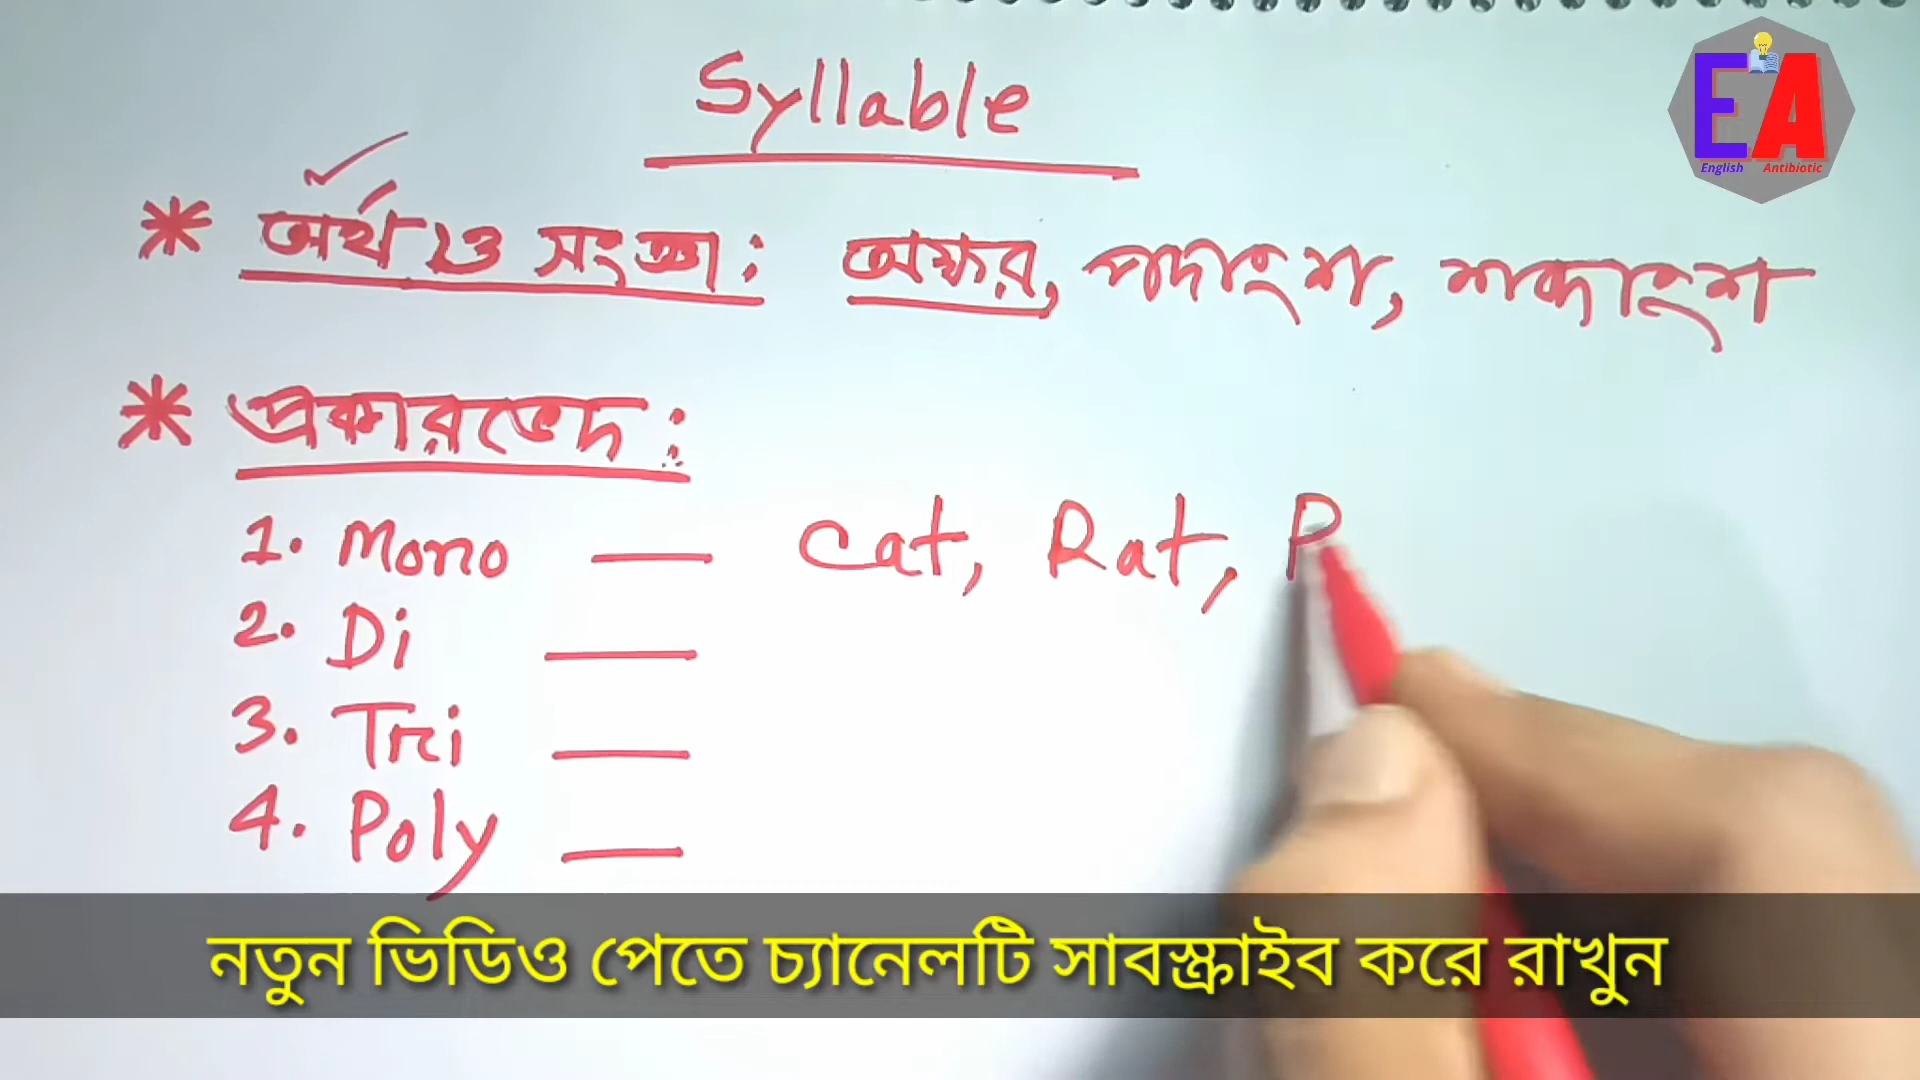 Syllable
EA
English Antibiotic
* অর্থ ও সংজ্ঞা : অক্ষর, পদাংশ, শব্দাংশ
* প্রকারভেদ :
1. Mono — Cat, Rat, P
2. Di —
3. Tri —
4. Poly —
নতুন ভিডিও পেতে চ্যানেলটি সাবস্ক্রাইব করে রাখুন